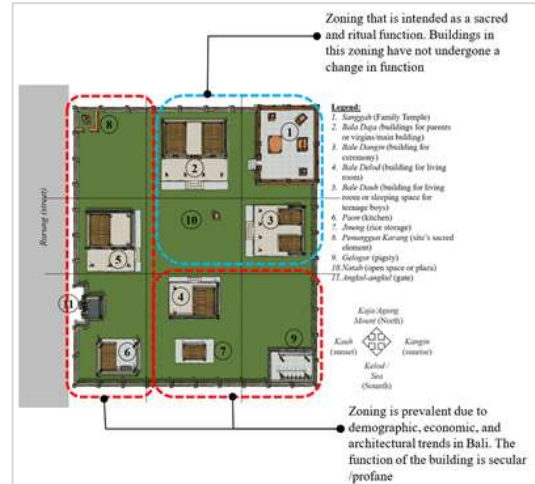 Zoning that is intended as a sacred
and ritual function. Buildings in
this zoning have not undergone a
change in function
Legend:
1. Sanggah (Family Temple)
2. Bala Daja (buildings for parents
or virgins/main building)
3. Bale Dangin (building
for ceremony)
4. Bale Delod (building for living
room)
5. Bale Dauh (building for living
room or sleeping space for
teenage boys)
6. Paon (kitchen)
7. Jineng (rice storage)
8. Penunggun Karang (site's sacred
element)
9. Gelogor (pigsty)
10. Natah (open space or plaza)
11. Angkul-angkul (gate)
Rurung (street)
8
1
2
10
3
5
4
11
9
6
7
Kaja/Agung
Mount (North)
Kauh
(sunset)
Kangin
(sunrise)
Kelod /
Sea
(South)
Zoning is prevalent due to
demographic, economic, and
architectural trends in Bali. The
function of the building is secular
/profane